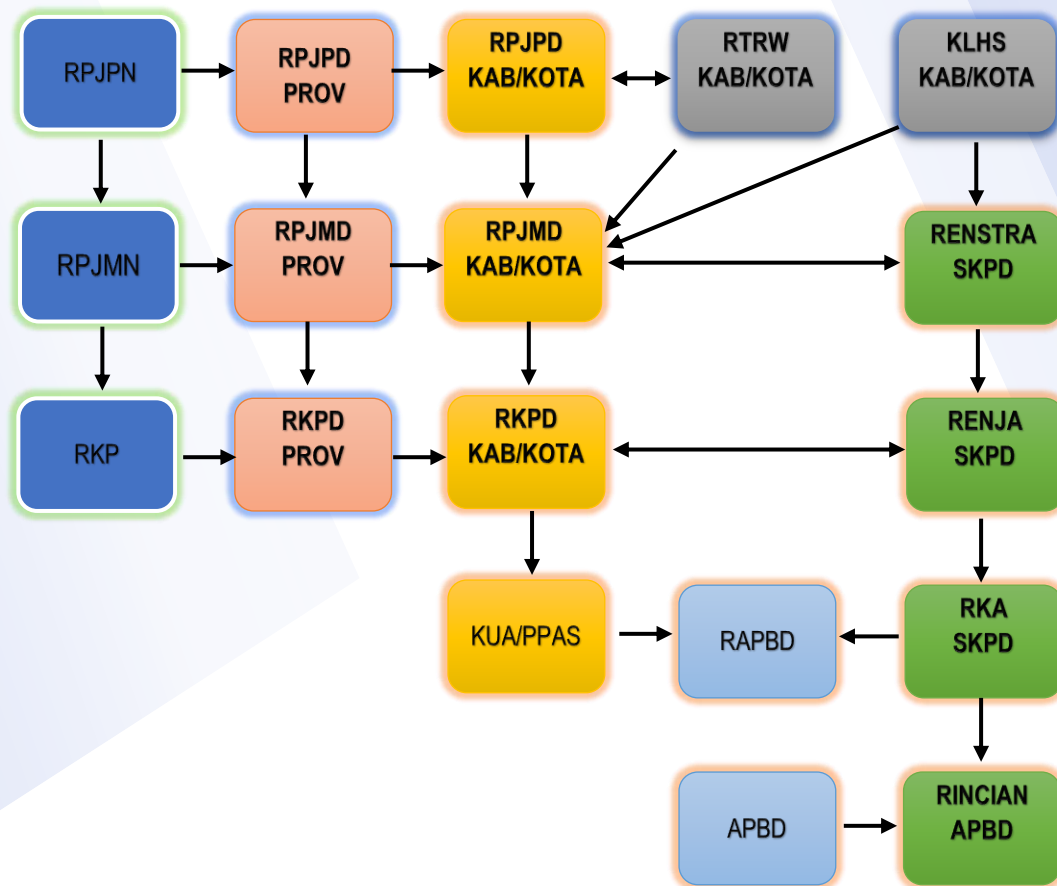 RPJPN
RPJPD
PROV
RPJPD
KAB/KOTA
RTRW
KAB/KOTA
KLHS
KAB/KOTA
RPJMN
RPJMD
PROV
RPJMD
KAB/KOTA
RENSTRA
SKPD
RKP
RKPD
PROV
RKPD
KAB/KOTA
RENJA
SKPD
KUA/PPAS
RAPBD
RKA
SKPD
APBD
RINCIAN
APBD